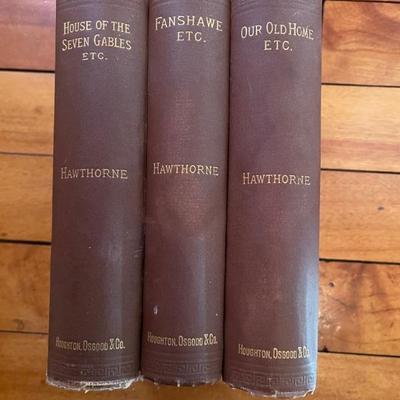 HOUSE OF THE
SEVEN GABLES
ETC.
HAWTHORNE
HOUGHTON, OSGOOD & CO.
FANSHAWE
ETC.
HAWTHORNE
HOUGHTON, OSGOOD & CO.
OUR OLD HOME
ETC.
HAWTHORNE
HOUGHTON, OSGOOD & CO.